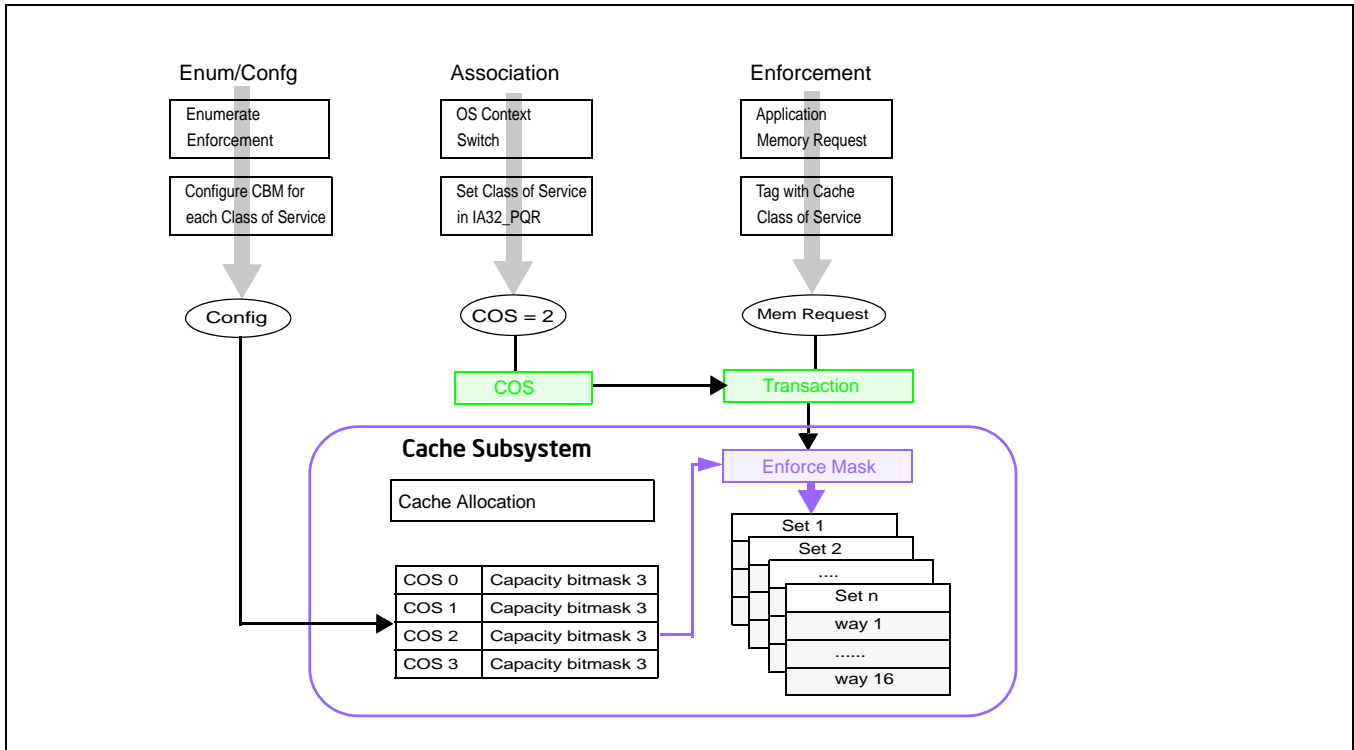 Enum/Confg
Association
Enforcement
Enumerate
Enforcement
OS Context
Switch
Application
Memory Request
Configure CBM for
each Class of Service
Set Class of Service
in IA32_PQR
Tag with Cache
Class of Service
Config
COS = 2
Mem Request
COS
Transaction
Cache Subsystem
Enforce Mask
Cache Allocation
Set 1
Set 2
....
Set n
way 1
......
way 16
COS 0 Capacity bitmask 3
COS 1 Capacity bitmask 3
COS 2 Capacity bitmask 3
COS 3 Capacity bitmask 3